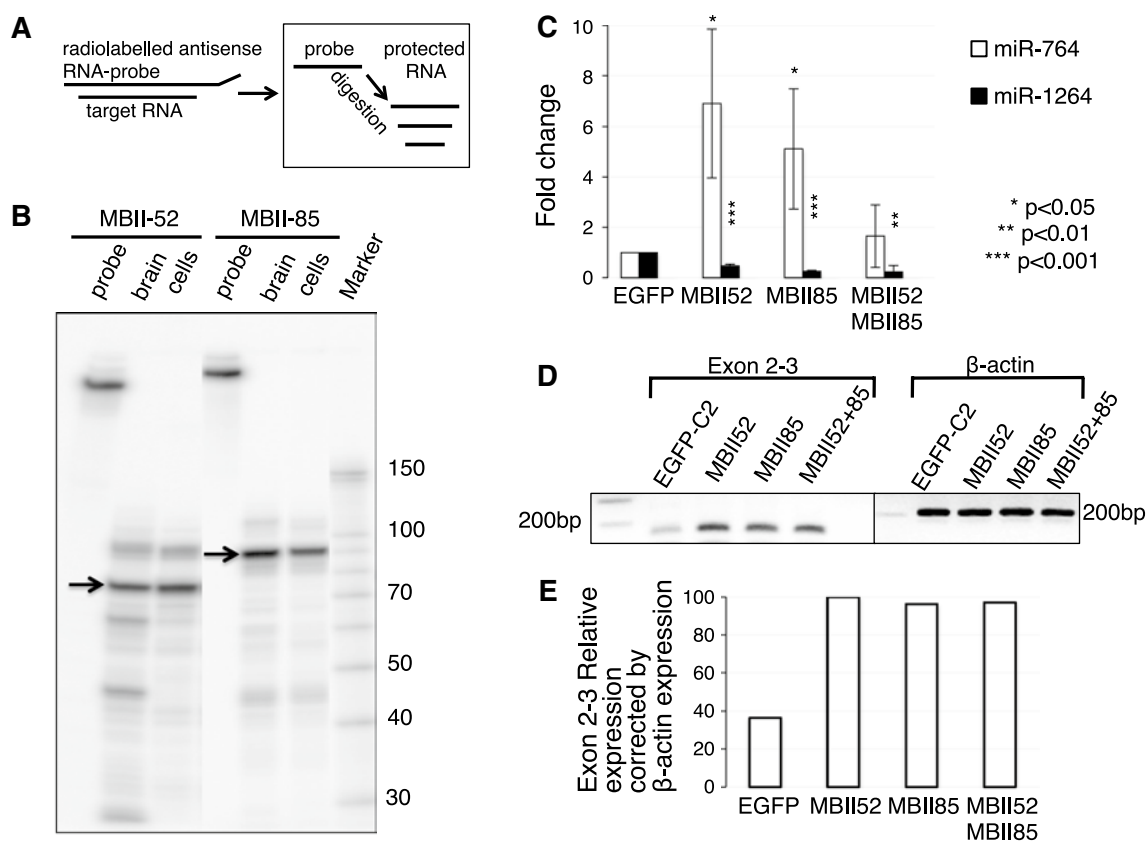 A
radiolabelled antisense
RNA-probe
target RNA
probe
digestion
protected
RNA
B
MBII-52
MBII-85
probe
brain
cells
probe
brain
cells
Marker
150
100
70
50
40
30
C
Fold change
10
8
6
4
2
0
*
***
*
***
**
EGFP
MBII52
MBII85
MBII52
MBII85
miR-764
miR-1264
* p<0.05
** p<0.01
*** p<0.001
D
Exon 2-3
β-actin
EGFP-C2
MBII52
MBII85
MBII52+85
EGFP-C2
MBII52
MBII85
MBII52+85
200bp
200bp
E
Exon 2-3 Relative
expression
corrected by
β-actin expression
100
80
60
40
20
0
EGFP
MBII52
MBII85
MBII52
MBII85